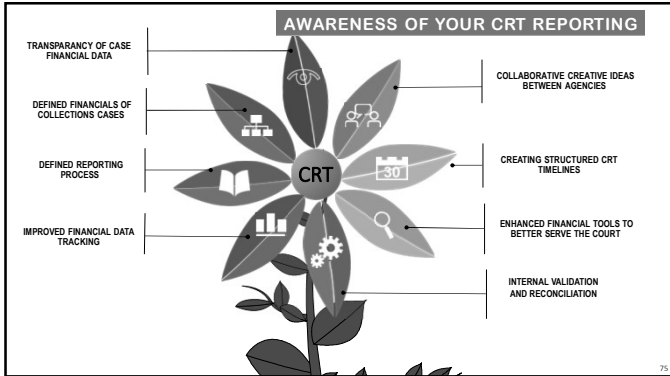 AWARENESS OF YOUR CRT REPORTING
TRANSPARANCY OF CASE
FINANCIAL DATA
DEFINED FINANCIALS OF
COLLECTIONS CASES
DEFINED REPORTING
PROCESS
IMPROVED FINANCIAL DATA
TRACKING
CRT
30
COLLABORATIVE CREATIVE IDEAS
BETWEEN AGENCIES
CREATING STRUCTURED CRT
TIMELINES
ENHANCED FINANCIAL TOOLS TO
BETTER SERVE THE COURT
INTERNAL VALIDATION
AND RECONCILIATION
75